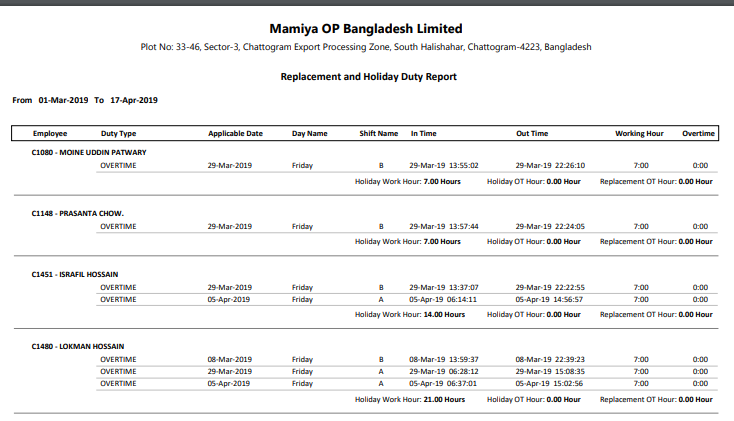 Mamiya OP Bangladesh Limited
Plot No: 33-46, Sector-3, Chattogram Export Processing Zone, South Halishahar, Chattogram-4223, Bangladesh
Replacement and Holiday Duty Report
From 01-Mar-2019 To 17-Apr-2019
Employee Duty Type Applicable Date Day Name Shift Name In Time Out Time Working Hour Overtime
C1080 - MOINE UDDIN PATWARY
OVERTIME 29-Mar-2019 Friday B 29-Mar-19 13:55:02 29-Mar-19 22:26:10 7:00 0:00
Holiday Work Hour: 7.00 Hours Holiday OT Hour: 0.00 Hour Replacement OT Hour: 0.00 Hour
C1148 - PRASANTA CHOW.
OVERTIME 29-Mar-2019 Friday B 29-Mar-19 13:57:44 29-Mar-19 22:24:05 7:00 0:00
Holiday Work Hour: 7.00 Hours Holiday OT Hour: 0.00 Hour Replacement OT Hour: 0.00 Hour
C1451 - ISRAFIL HOSSAIN
OVERTIME 29-Mar-2019 Friday B 29-Mar-19 13:37:07 29-Mar-19 22:22:55 7:00 0:00
OVERTIME 05-Apr-2019 Friday A 05-Apr-19 06:14:11 05-Apr-19 14:56:57 7:00 0:00
Holiday Work Hour: 14.00 Hours Holiday OT Hour: 0.00 Hour Replacement OT Hour: 0.00 Hour
C1480 - LOKMAN HOSSAIN
OVERTIME 08-Mar-2019 Friday B 08-Mar-19 13:59:37 08-Mar-19 22:39:23 7:00 0:00
OVERTIME 29-Mar-2019 Friday A 29-Mar-19 06:28:12 29-Mar-19 15:08:35 7:00 0:00
OVERTIME 05-Apr-2019 Friday A 05-Apr-19 06:37:01 05-Apr-19 15:02:56 7:00 0:00
Holiday Work Hour: 21.00 Hours Holiday OT Hour: 0.00 Hour Replacement OT Hour: 0.00 Hour